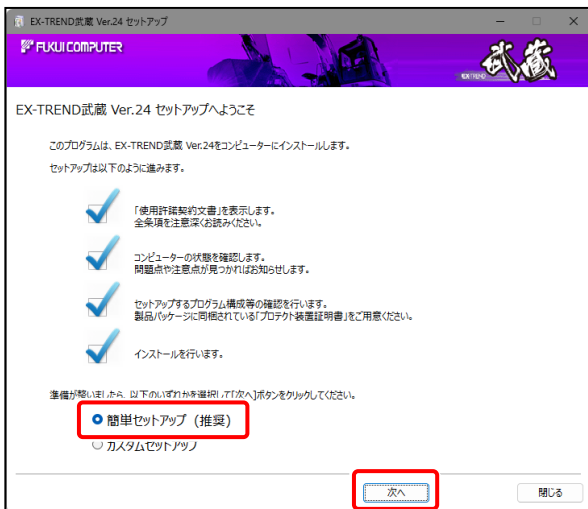 EX-TREND武蔵 Ver.24 セットアップ
FUKUI COMPUTER
武蔵
EX-TREND
EX-TREND武蔵 Ver.24 セットアップへようこそ
このプログラムは、EX-TREND武蔵 Ver.24をコンピューターにインストールします。
セットアップは以下のように進みます。
「使用許諾契約文書」を表示します。
全条項を注意深くお読みください。
コンピューターの状態を確認します。
問題点や注意点が見つかればお知らせします。
セットアップするプログラム構成等の確認を行います。
製品パッケージに同梱されている「プロテクト装置証明書」をご用意ください。
インストールを行います。
準備が整いましたら、以下のいずれかを選択して「次へ」ボタンをクリックしてください。
簡単セットアップ（推奨）
カスタムセットアップ
次へ
閉じる